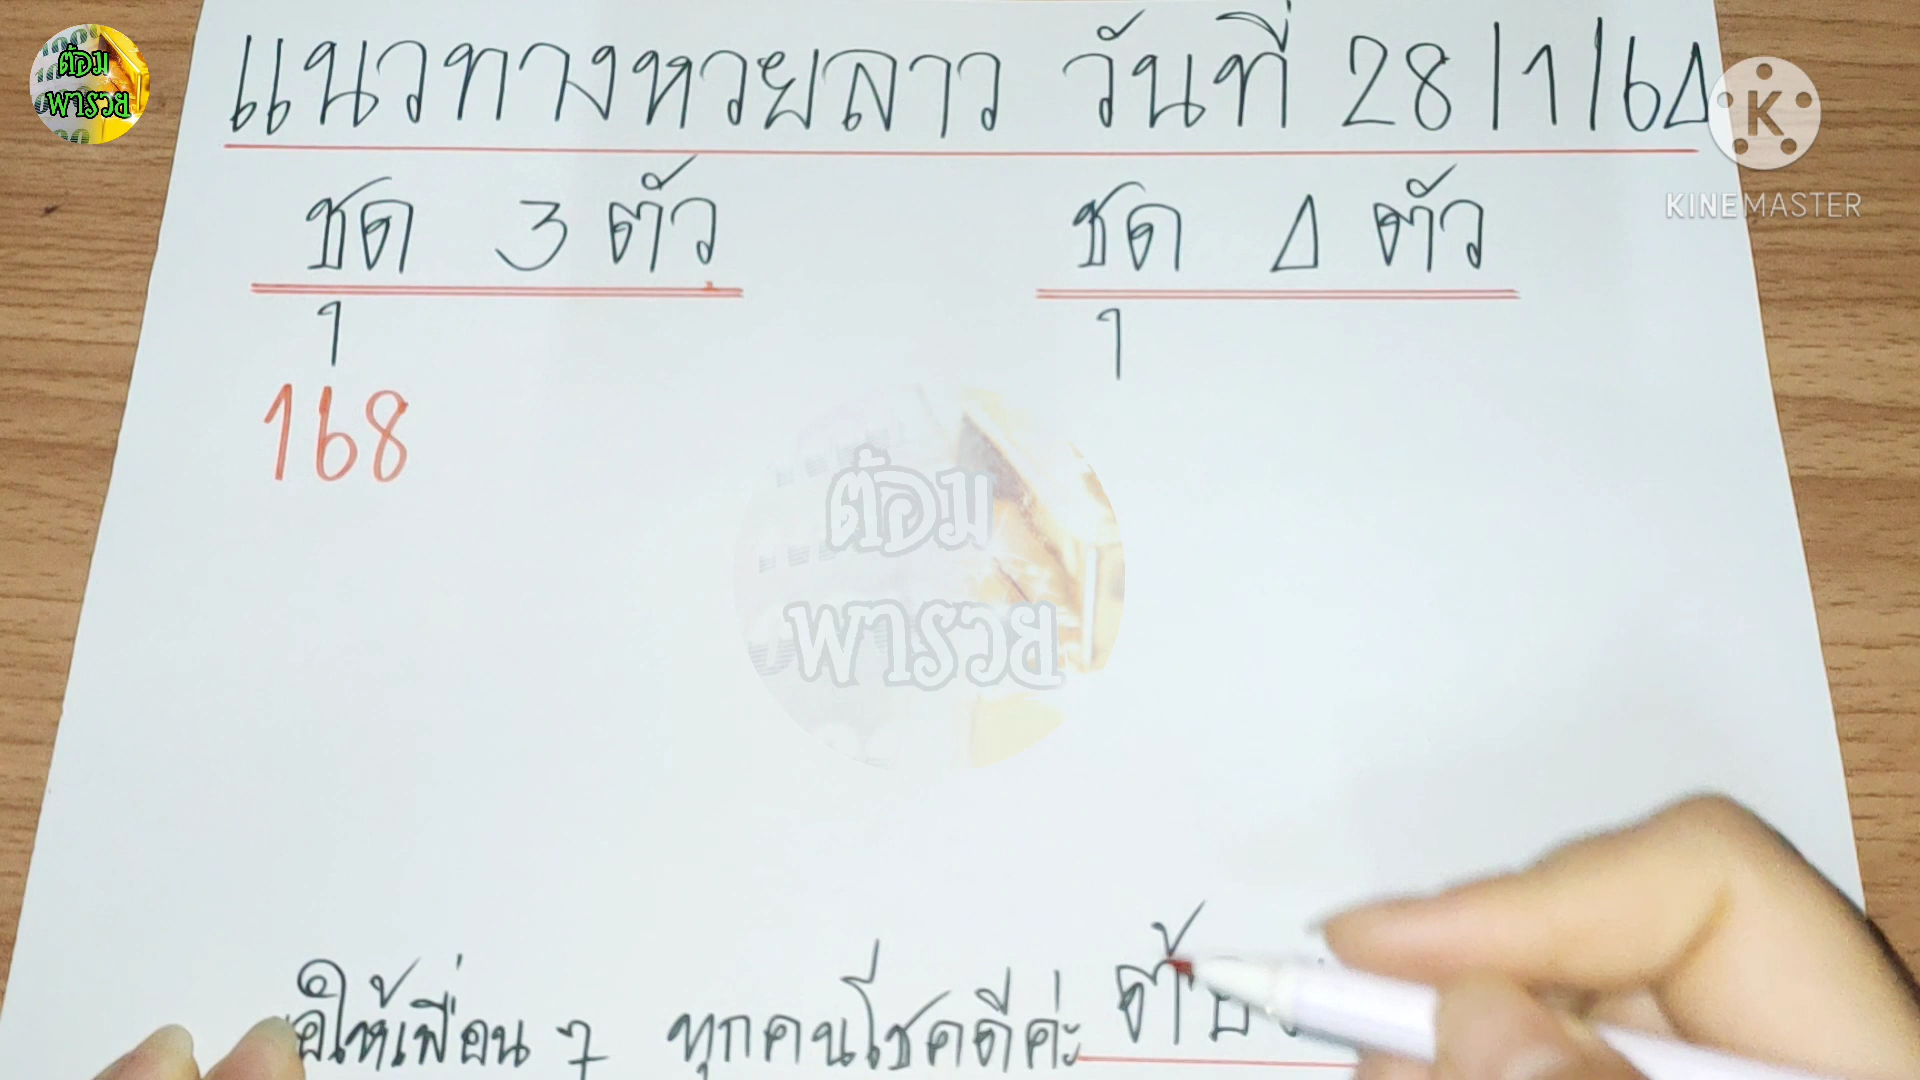 ต้อม
พารวย
แนวทางหวยลาว วันที่ 28/1/64
K
KINEMASTER
ชุด 3 ตัว
ชุด 4 ตัว
1
1
168
ต้อม
พารวย
ให้เพื่อน ๆ ทุกคนโชคดีค่ะ